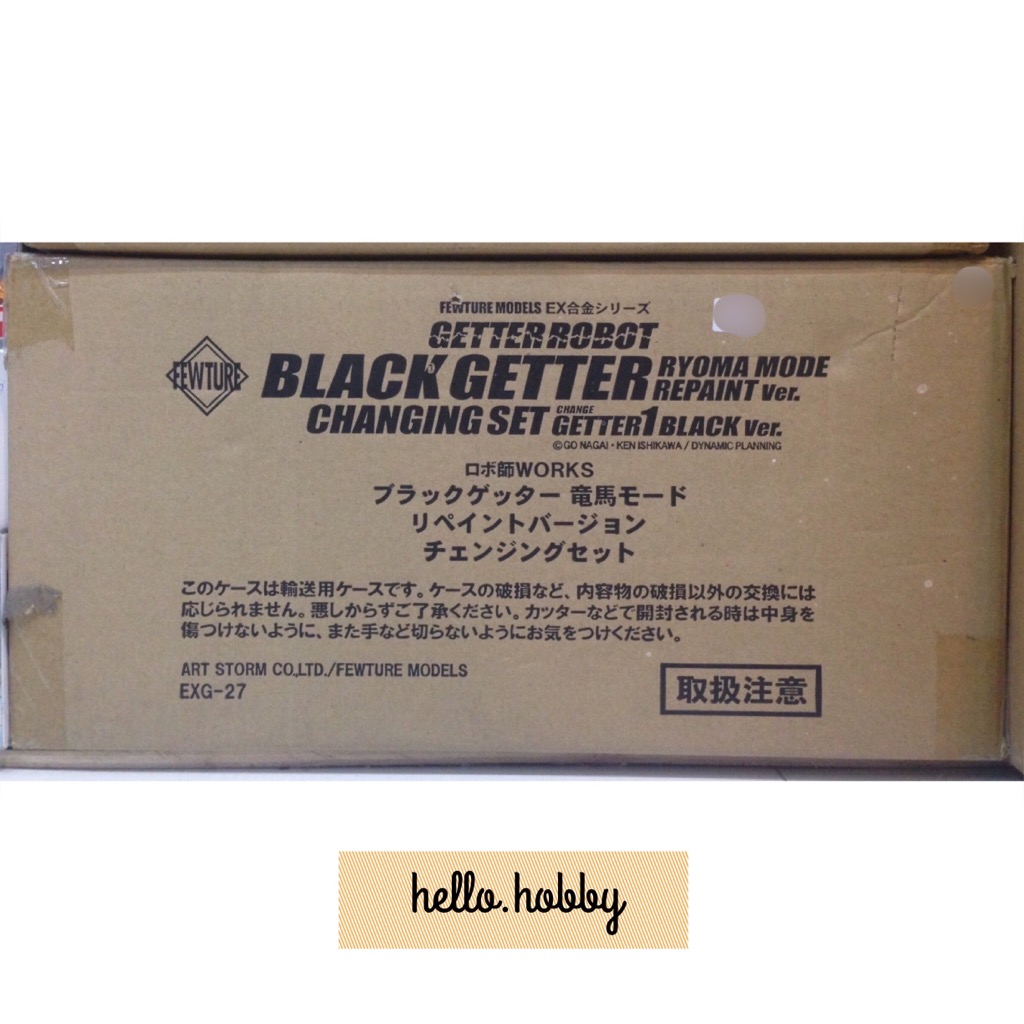 FEWTURE MODELS EX合金シリーズ
GETTER ROBOT
FEWTURE
BLACK GETTER RYOMA MODE REPAINT Ver.
CHANGING SET CHANGE GETTER1 BLACK Ver.
©GO NAGAI・KEN ISHIKAWA / DYNAMIC PLANNING
ロボ師WORKS
ブラックゲッター 竜馬モード
リペイントバージョン
チェンジングセット
このケースは輸送用ケースです。ケースの破損など、内容物の破損以外の交換には
応じられません。悪しからずご了承ください。カッターなどで開封される時は中身を
傷つけないように、また手など切らないようにお気をつけください。
ART STORM CO.,LTD./FEWTURE MODELS
EXG-27
取扱注意
hello.hobby